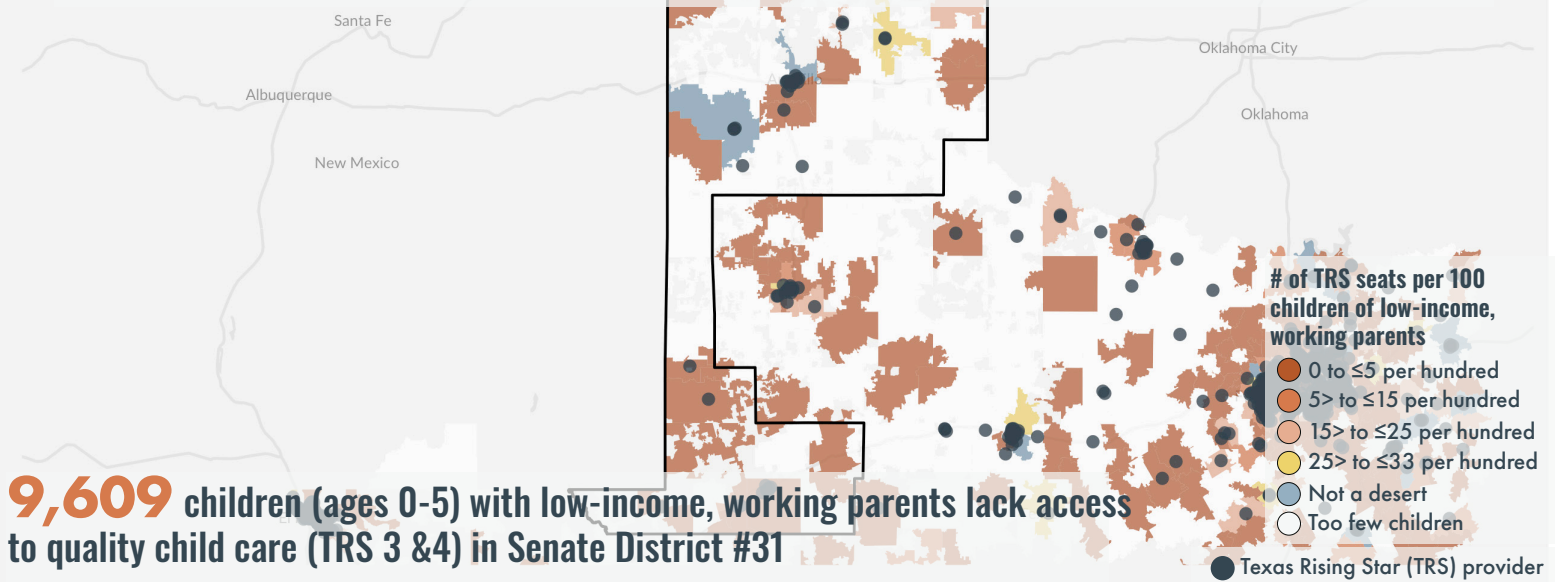 Santa Fe
Oklahoma City
Albuquerque
Oklahoma
New Mexico
# of TRS seats per 100
children of low-income,
working parents
0 to ≤5 per hundred
5> to ≤15 per hundred
15> to ≤25 per hundred
25> to ≤33 per hundred
Not a desert
Too few children
Texas Rising Star (TRS) provider
9,609 children (ages 0-5) with low-income, working parents lack access
to quality child care (TRS 3 &4) in Senate District #31